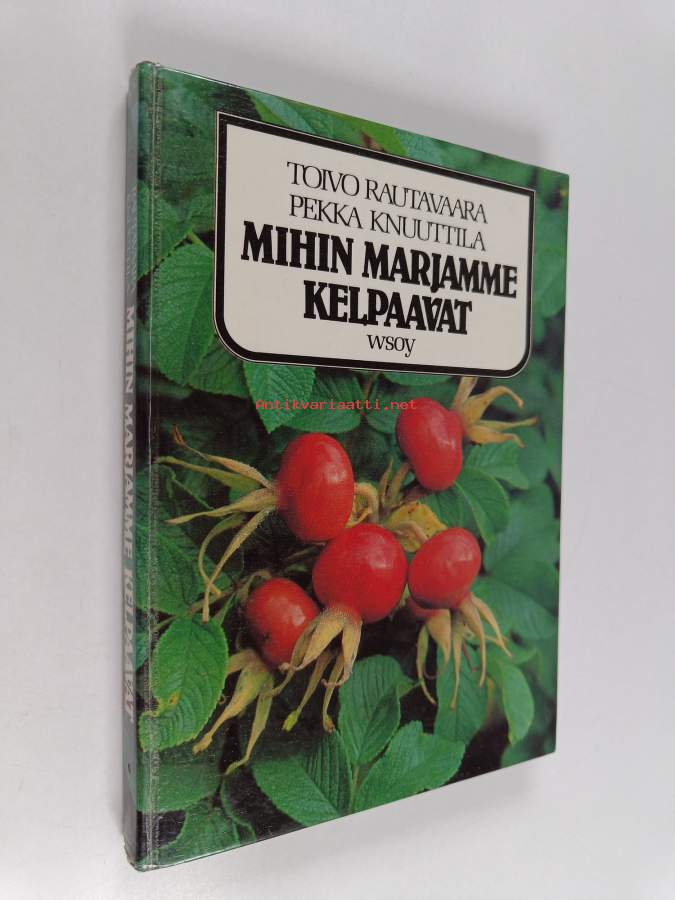 TOIVO RAUTAVAARA
PEKKA KNUUTTILA
MIHIN MARJAMME
KELPAAVAT
wsoy
Antikvariaatti.net
MIHIN MARJAMME KELPAAVAT